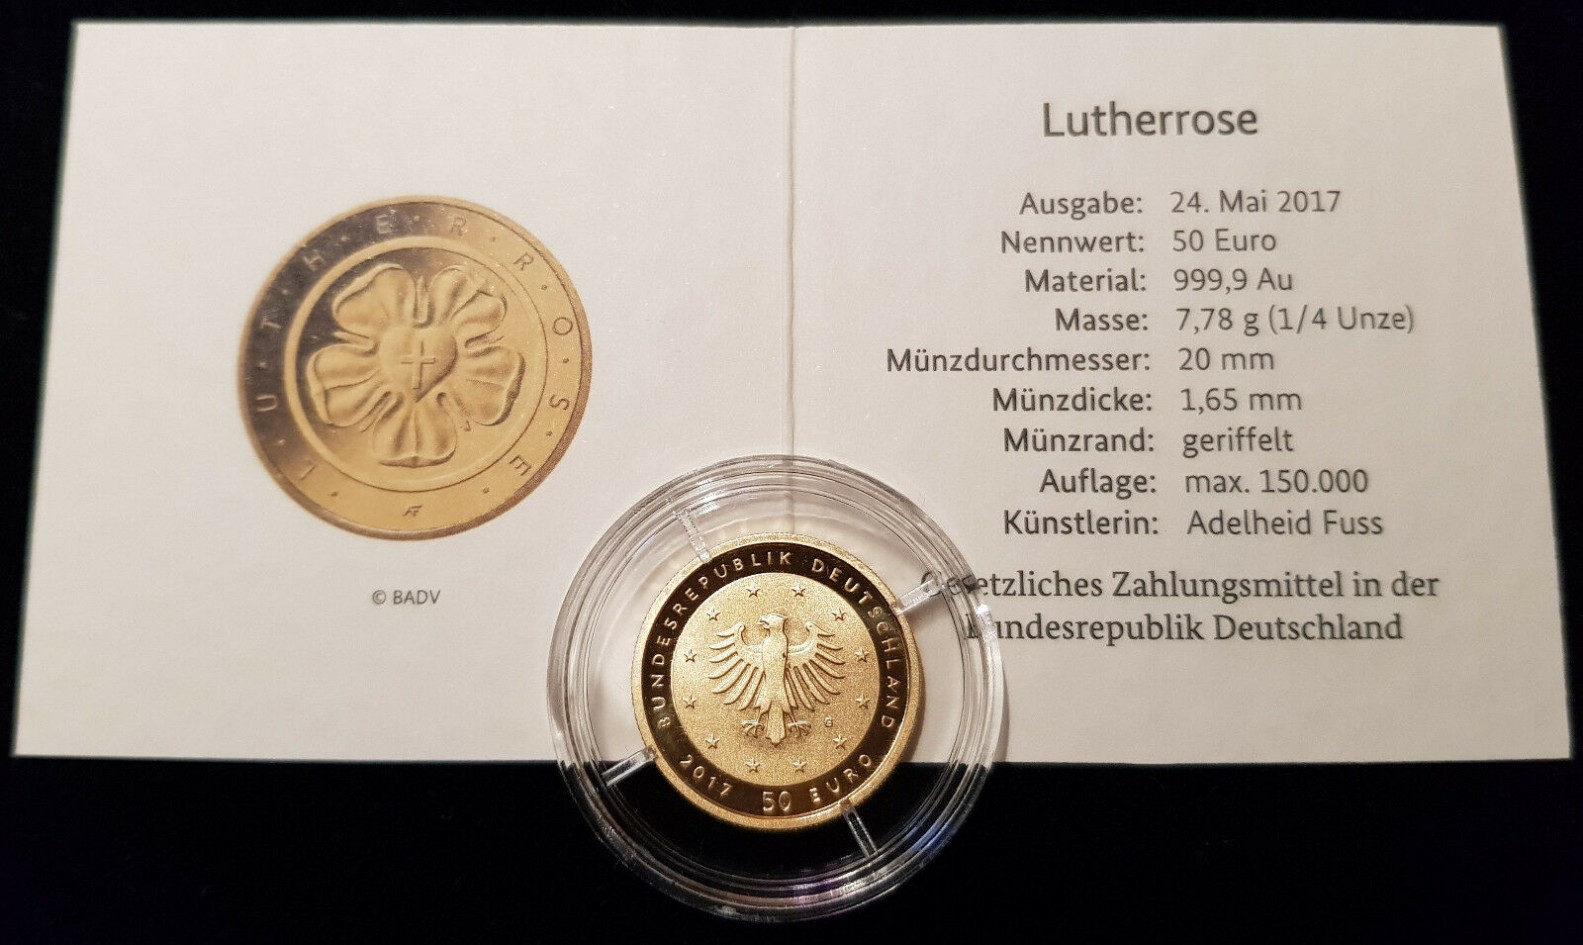 L·U·T·H·E·R·R·O·S·E
© BADV
Lutherrose
Ausgabe: 24. Mai 2017
Nennwert: 50 Euro
Material: 999,9 Au
Masse: 7,78 g (1/4 Unze)
Münzdurchmesser: 20 mm
Münzdicke: 1,65 mm
Münzrand: geriffelt
Auflage: max. 150.000
Künstlerin: Adelheid Fuss
Gesetzliches Zahlungsmittel in der
Bundesrepublik Deutschland
BUNDESREPUBLIK DEUTSCHLAND
G
2017 50 EURO